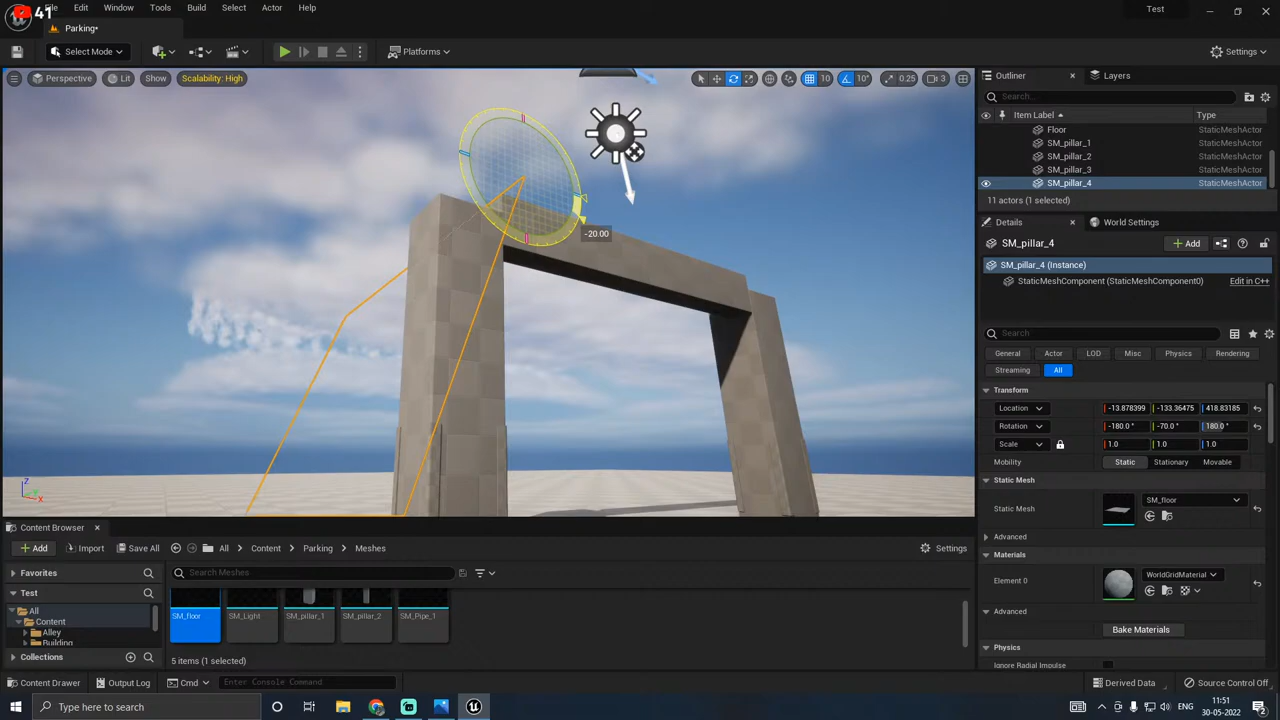 41
File Edit Window Tools Build Select Actor Help
Test
Parking*
Select Mode
Platforms
Settings
Perspective Lit Show Scalability: High
10 10° 0.25 3
-20.00
Z
X
Outliner Layers
Search...
Item Label Type
Floor StaticMeshActor
SM_pillar_1 StaticMeshActor
SM_pillar_2 StaticMeshActor
SM_pillar_3 StaticMeshActor
SM_pillar_4 StaticMeshActor
11 actors (1 selected)
Details World Settings
SM_pillar_4
Add
SM_pillar_4 (Instance)
StaticMeshComponent (StaticMeshComponent0) Edit in C++
Search
General Actor LOD Misc Physics Rendering
Streaming All
Transform
Location -13.878399 -133.36475 418.83185
Rotation -180.0 ° -70.0 ° 180.0 °
Scale 1.0 1.0 1.0
Mobility Static Stationary Movable
Static Mesh
Static Mesh SM_floor
Advanced
Materials
Element 0 WorldGridMaterial
Advanced
Bake Materials
Physics
Ignore Radial Impulse
Content Browser
Add Import Save All All Content Parking Meshes Settings
Favorites
Search Meshes
Test
All
Content
Alley
Building
Collections
SM_floor SM_Light SM_pillar_1 SM_pillar_2 SM_Pipe_1
5 items (1 selected)
Content Drawer Output Log Cmd Enter Console Command Derived Data Source Control Off
Type here to search
11:51
30-05-2022
2